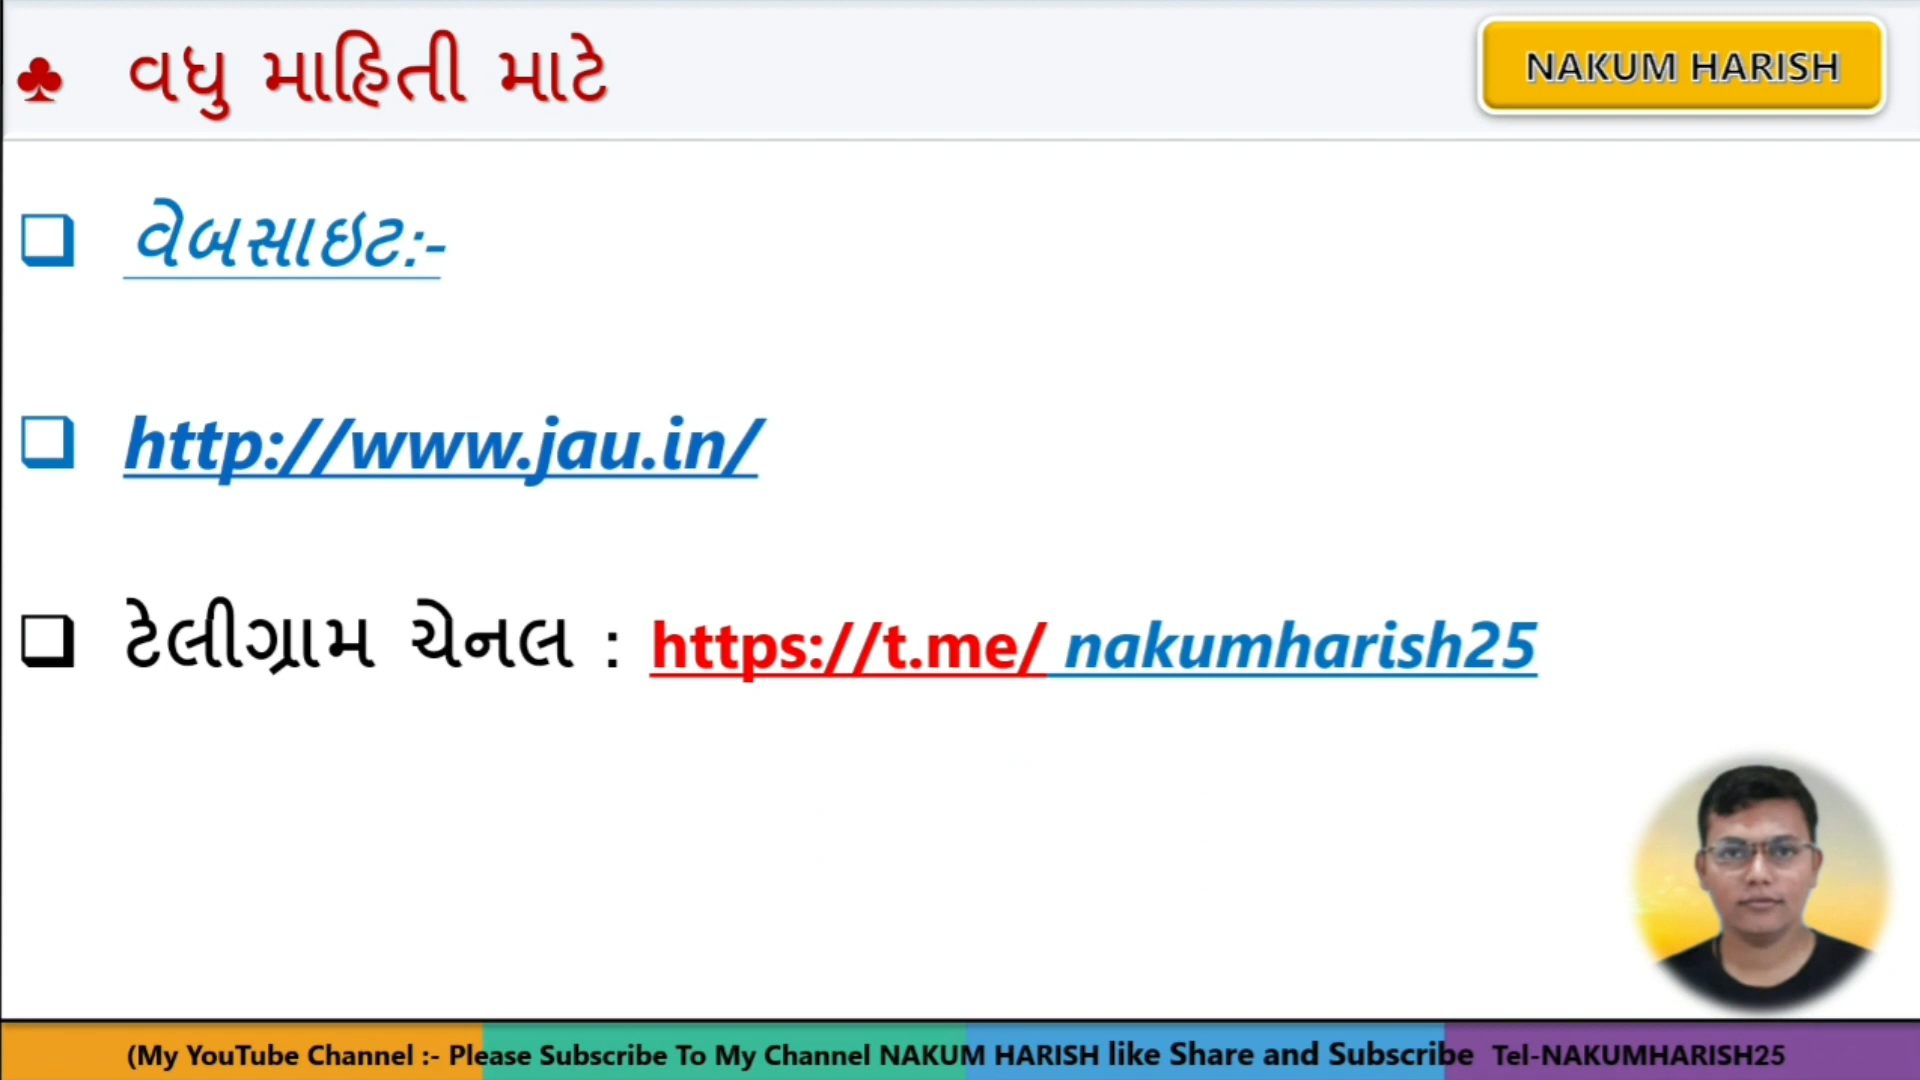 ♣ વધુ માહિતી માટે
NAKUM HARISH
❑ વેબસાઇટ:-
❑ http://www.jau.in/
❑ ટેલીગ્રામ ચેનલ : https://t.me/ nakumharish25
(My YouTube Channel :- Please Subscribe To My Channel NAKUM HARISH like Share and Subscribe Tel-NAKUMHARISH25